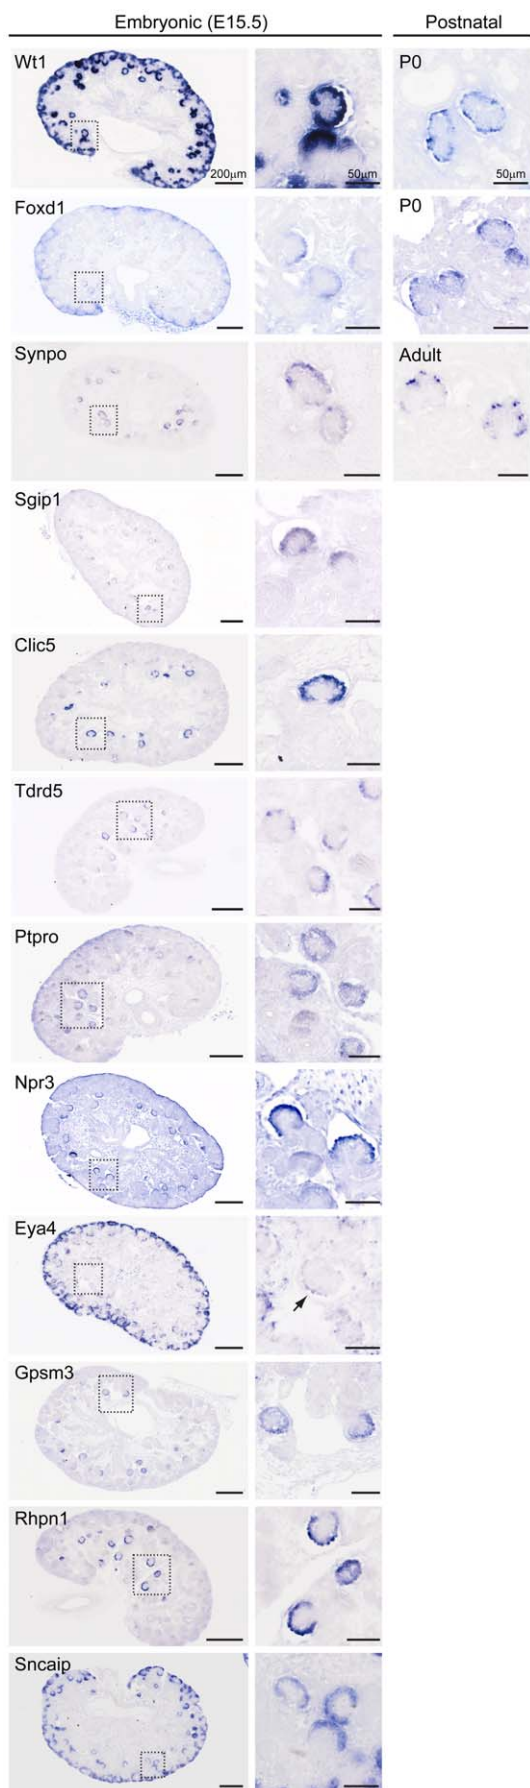 Embryonic (E15.5) Postnatal
Wt1 P0
200µm 50µm 50µm
Foxd1 P0
Synpo Adult
Sgip1
Clic5
Tdrd5
Ptpro
Npr3
Eya4
Gpsm3
Rhpn1
Sncaip